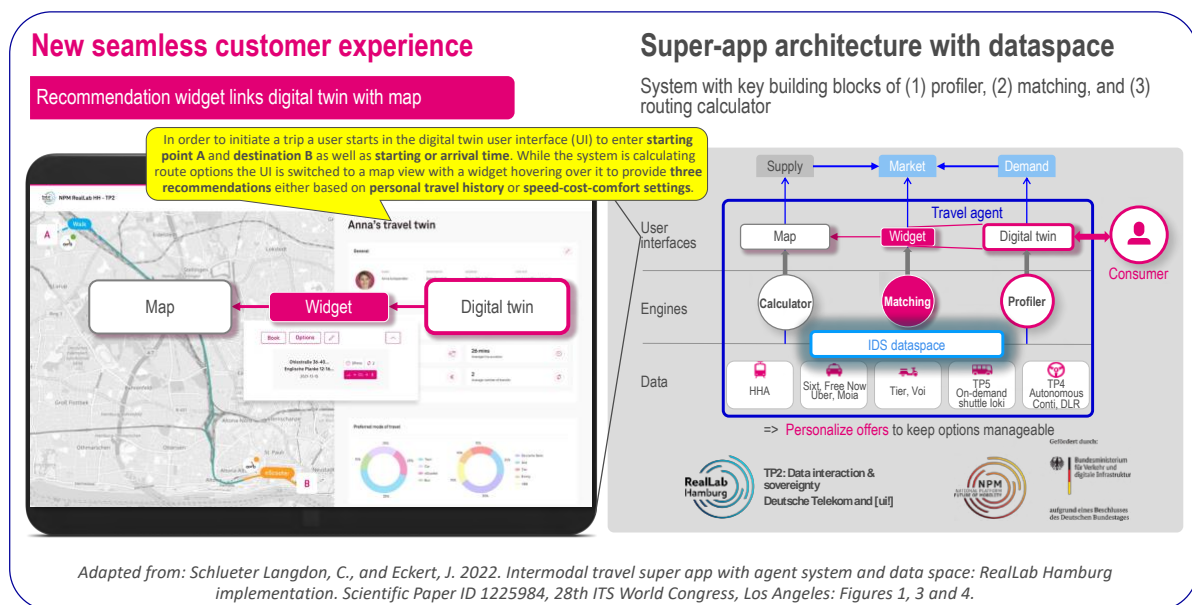 New seamless customer experience
Recommendation widget links digital twin with map
In order to initiate a trip a user starts in the digital twin user interface (UI) to enter starting
point A and destination B as well as starting or arrival time. While the system is calculating
route options the UI is switched to a map view with a widget hovering over it to provide
three recommendations either based on personal travel history or speed-cost-comfort settings.
NPM RealLab HH - TP2
A
Walk
Anna's travel twin
General
Map
Widget
Digital twin
Book
Options
26 mins
2
Preferred mode of travel
St. Pauli
B
Super-app architecture with dataspace
System with key building blocks of (1) profiler, (2) matching, and (3)
routing calculator
Supply
Market
Demand
Travel agent
User
interfaces
Map
Widget
Digital twin
Consumer
Engines
Calculator
Matching
Profiler
IDS dataspace
Data
HHA
Sixt, Free Now
Uber, Moia
Tier, Voi
TP5
On-demand
shuttle Ioki
TP4
Autonomous
Conti, DLR
=> Personalize offers to keep options manageable
RealLab
Hamburg
TP2: Data interaction &
sovereignty
Deutsche Telekom and [ui!]
NPM
NATIONAL PLATFORM
FUTURE OF MOBILITY
Gefördert durch:
Bundesministerium
für Verkehr und
digitale Infrastruktur
aufgrund eines Beschlusses
des Deutschen Bundestages
Adapted from: Schlueter Langdon, C., and Eckert, J. 2022. Intermodal travel super app with agent system and data space: RealLab Hamburg
implementation. Scientific Paper ID 1225984, 28th ITS World Congress, Los Angeles: Figures 1, 3 and 4.